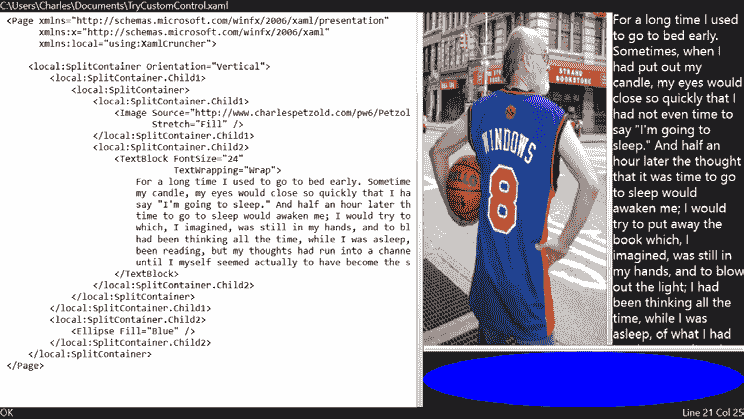 C:\Users\Charles\Documents\TryCustomControl.xaml
<Page xmlns="http://schemas.microsoft.com/winfx/2006/xaml/presentation"
      xmlns:x="http://schemas.microsoft.com/winfx/2006/xaml"
      xmlns:local="using:XamlCruncher">
    <local:SplitContainer Orientation="Vertical">
        <local:SplitContainer.Child1>
            <local:SplitContainer>
                <local:SplitContainer.Child1>
                    <Image Source="http://www.charlespetzold.com/pw6/Petzol
                           Stretch="Fill" />
                </local:SplitContainer.Child1>
                <local:SplitContainer.Child2>
                    <TextBlock FontSize="24"
                               TextWrapping="Wrap">
                        For a long time I used to go to bed early. Sometime
                        my candle, my eyes would close so quickly that I ha
                        say "I'm going to sleep." And half an hour later th
                        time to go to sleep would awaken me; I would try to
                        which, I imagined, was still in my hands, and to bl
                        had been thinking all the time, while I was asleep,
                        been reading, but my thoughts had run into a channe
                        until I myself seemed actually to have become the s
                    </TextBlock>
                </local:SplitContainer.Child2>
            </local:SplitContainer>
        </local:SplitContainer.Child1>
        <local:SplitContainer.Child2>
            <Ellipse Fill="Blue" />
        </local:SplitContainer.Child2>
    </local:SplitContainer>
</Page>
STRAND
BOOKSTORE
WINDOWS
8
For a long time I used
to go to bed early.
Sometimes, when I
had put out my
candle, my eyes would
close so quickly that I
had not even time to
say "I'm going to
sleep." And half an
hour later the thought
that it was time to go
to sleep would
awaken me; I would
try to put away the
book which, I
imagined, was still in
my hands, and to blow
out the light; I had
been thinking all the
time, while I was
asleep, of what I had
OK
Line 21 Col 25